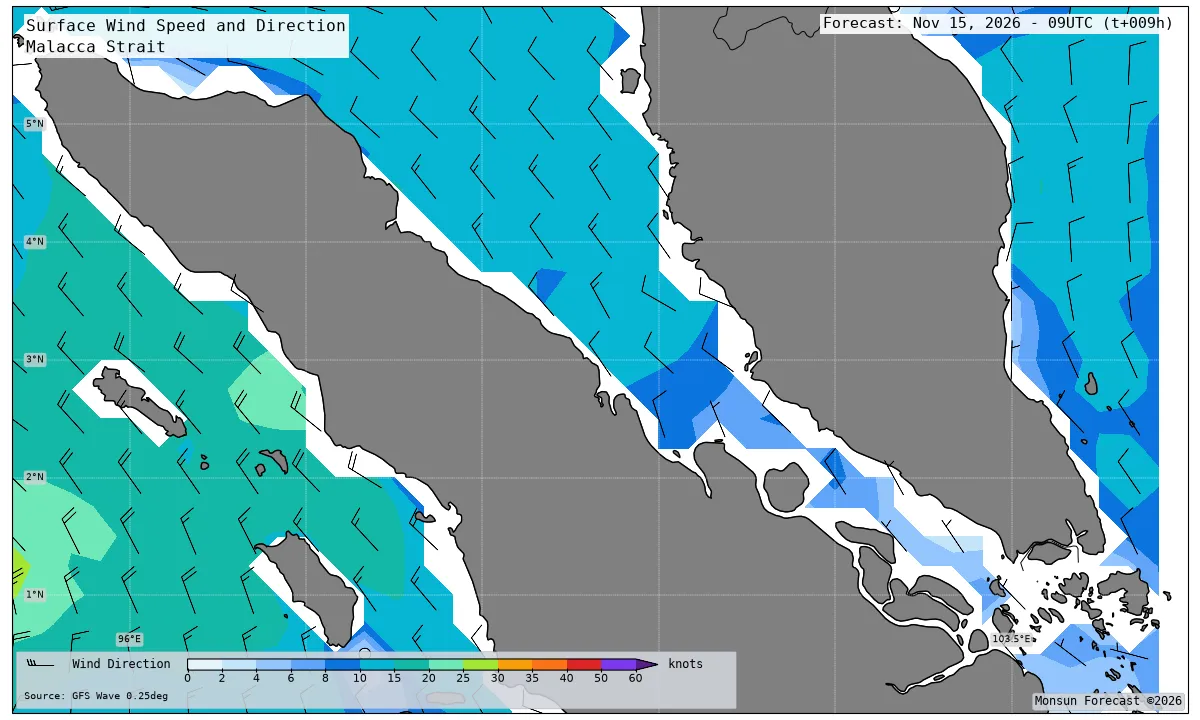 Surface Wind Speed and Direction
Malacca Strait
Forecast: Nov 15, 2026 - 09UTC (t+009h)
5°N
4°N
3°N
2°N
1°N
96°E
103.5°E
Wind Direction
0 2 4 6 8 10 15 20 25 30 35 40 50 60
knots
Source: GFS Wave 0.25deg
Monsun Forecast ©2026